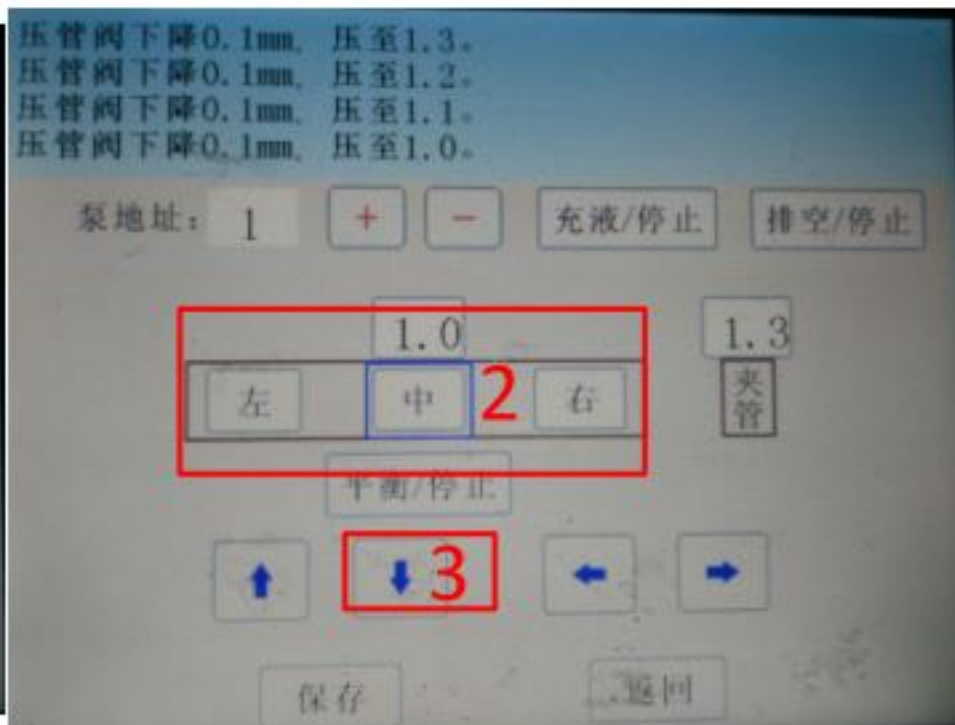 压管阀下降0.1mm, 压至1.3。
压管阀下降0.1mm, 压至1.2。
压管阀下降0.1mm, 压至1.1。
压管阀下降0.1mm, 压至1.0。
泵地址: 1 + − 充液/停止 排空/停止
1.0 1.3
左 中 2 右 夹管
平衡/停止
⬆ ⬇ 3 ⬅ ➡
保存 返回